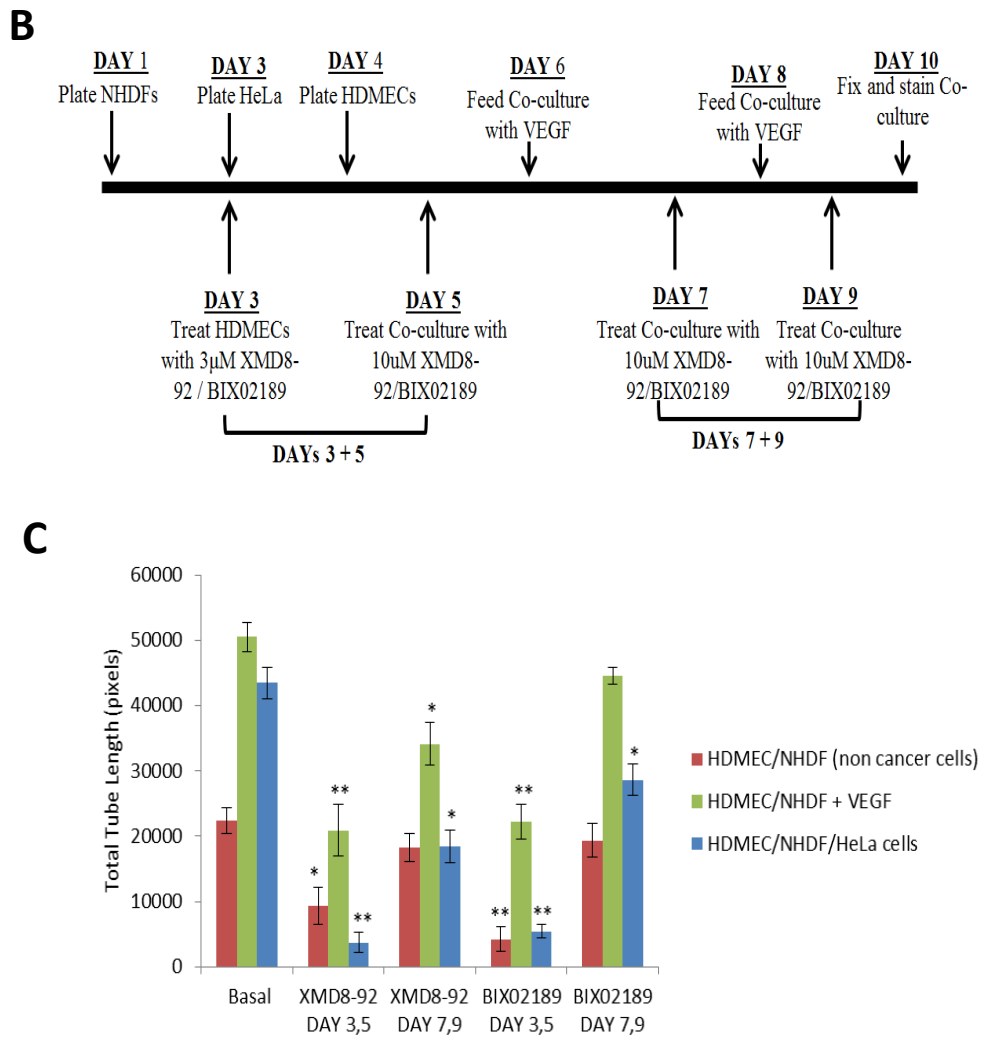 B
DAY 1
Plate NHDFs
DAY 3
Plate HeLa
DAY 4
Plate HDMECs
DAY 6
Feed Co-culture
with VEGF
DAY 8
Feed Co-culture
with VEGF
DAY 10
Fix and stain Co-
culture
DAY 3
Treat HDMECs
with 3μM XMD8-
92 / BIX02189
DAY 5
Treat Co-culture with
10uM XMD8-
92/BIX02189
DAY 7
Treat Co-culture with
10uM XMD8-
92/BIX02189
DAY 9
Treat Co-culture
with 10uM XMD8-
92/BIX02189
DAYs 3 + 5
DAYs 7 + 9
C
Total Tube Length (pixels)
60000
50000
40000
30000
20000
10000
0
*
**
**
*
*
**
**
**
*
Basal
XMD8-92
DAY 3,5
XMD8-92
DAY 7,9
BIX02189
DAY 3,5
BIX02189
DAY 7,9
HDMEC/NHDF (non cancer cells)
HDMEC/NHDF + VEGF
HDMEC/NHDF/HeLa cells